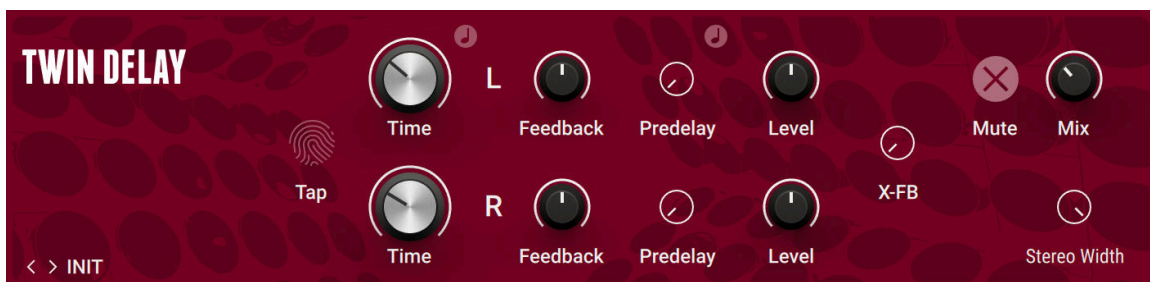 TWIN DELAY
L
Time
Feedback
Predelay
Level
Mute
Mix
Tap
X-FB
R
Time
Feedback
Predelay
Level
Stereo Width
< > INIT